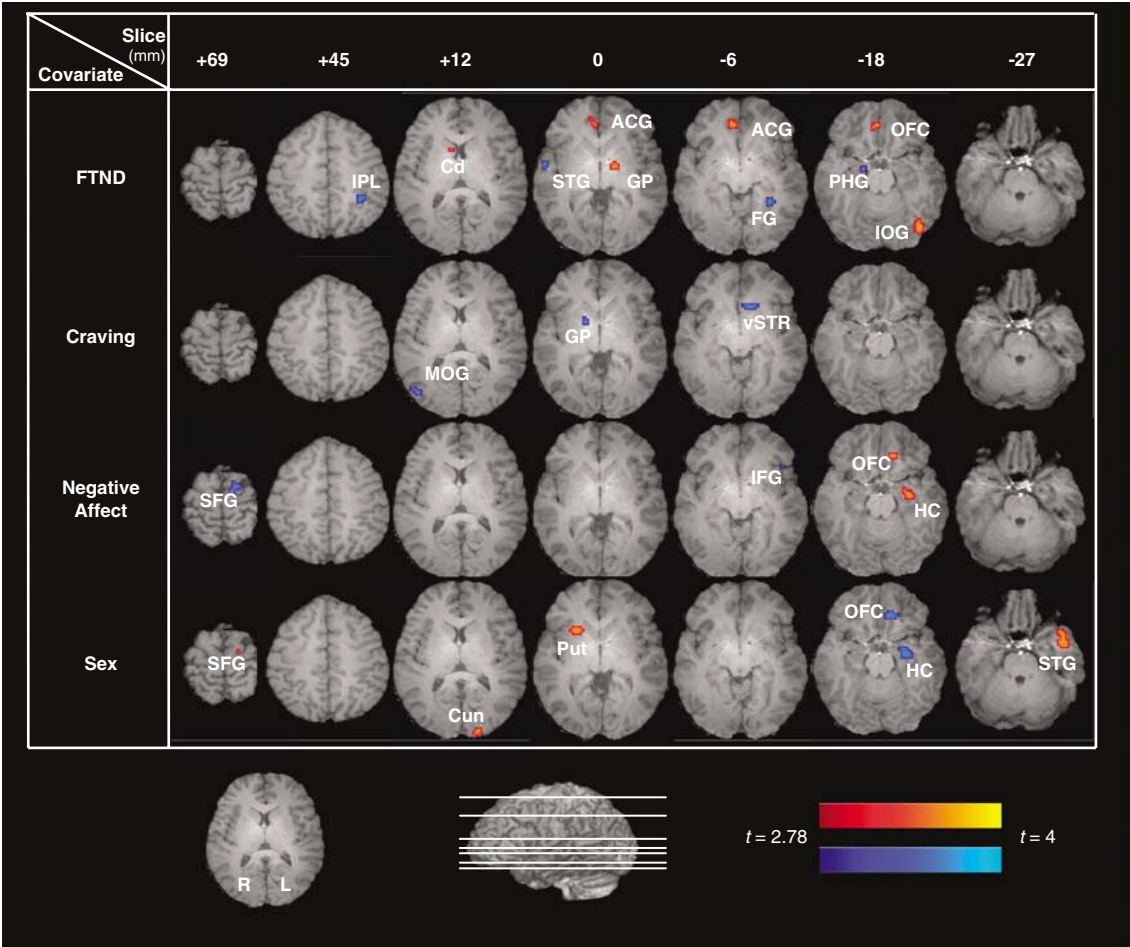 Slice
(mm)
Covariate
+69 +45 +12 0 -6 -18 -27
FTND
IPL
Cd
ACG
STG GP
ACG
FG
OFC
PHG
IOG
Craving
MOG
GP
vSTR
Negative
Affect
SFG
IFG
OFC
HC
Sex
SFG
Cun
Put
OFC
HC
STG
R L
t = 2.78 t = 4